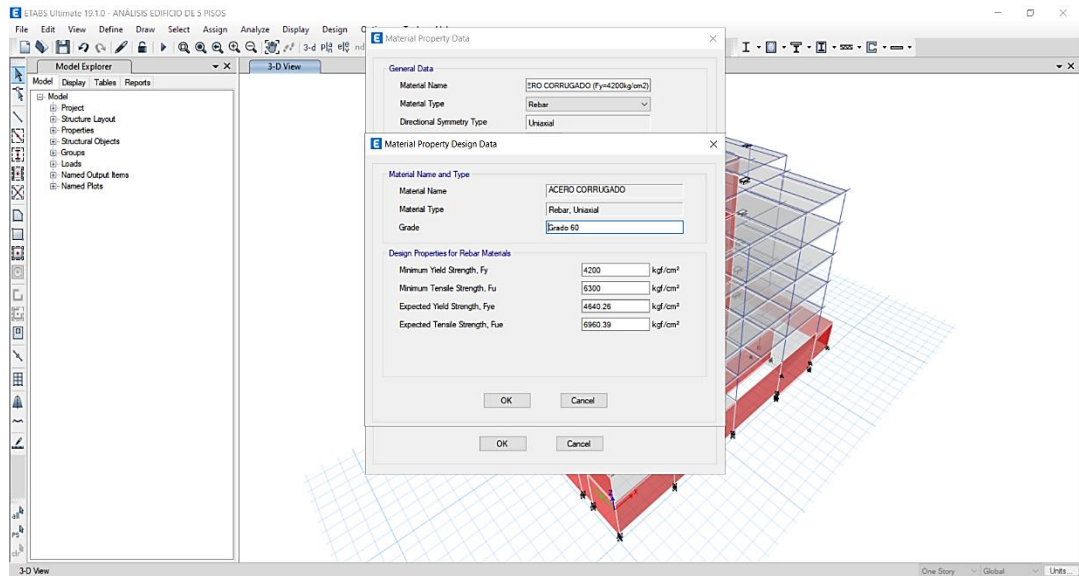 ETABS Ultimate 19.1.0 - ANÁLISIS EDIFICIO DE 5 PISOS
File Edit View Define Draw Select Assign Analyze Display Design
3-d
Model Explorer
Model Display Tables Reports
Model
Project
Structure Layout
Properties
Structural Objects
Groups
Loads
Named Output Items
Named Plots
3-D View
Material Property Data
General Data
Material Name ERO CORRUGADO (Fy=4200kg/cm2)
Material Type Rebar
Directional Symmetry Type Uniaxial
Material Property Design Data
Material Name and Type
Material Name ACERO CORRUGADO
Material Type Rebar, Uniaxial
Grade Grado 60
Design Properties for Rebar Materials
Minimum Yield Strength, Fy 4200 kgf/cm²
Minimum Tensile Strength, Fu 6300 kgf/cm²
Expected Yield Strength, Fye 4640.26 kgf/cm²
Expected Tensile Strength, Fue 6960.39 kgf/cm²
OK Cancel
OK Cancel
all
ps
clr
3-D View One Story Global Units...